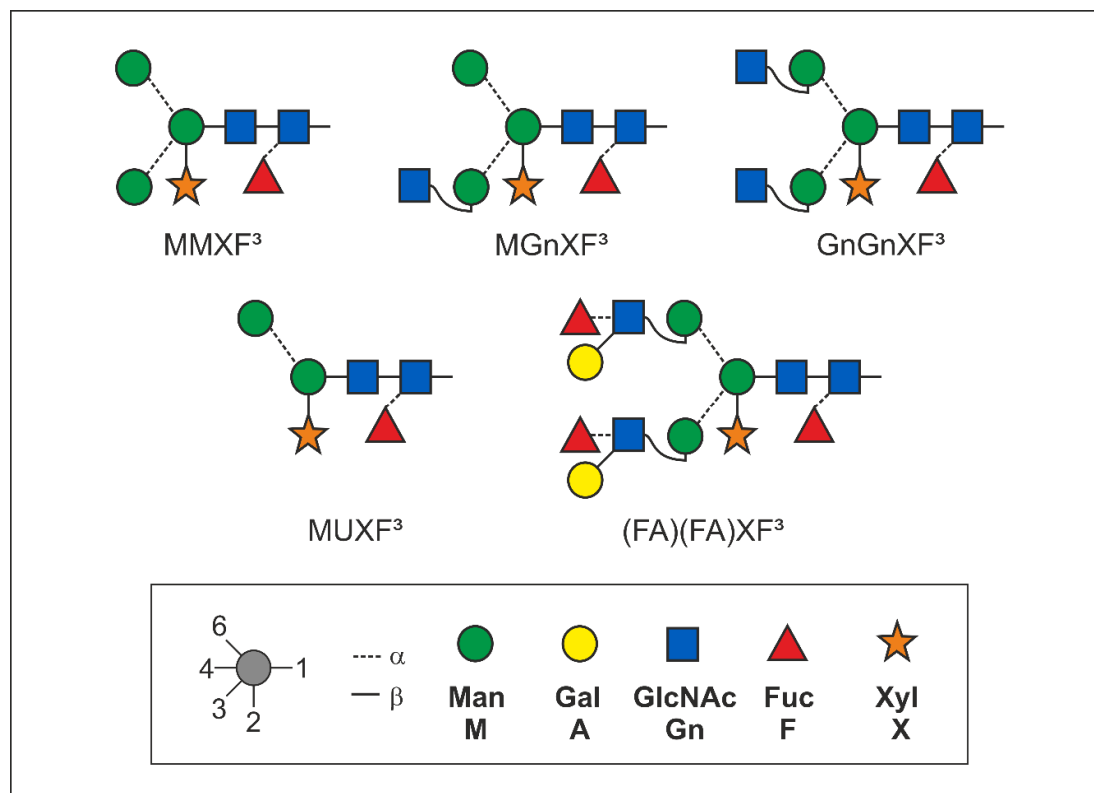 MMXF³ MGnXF³ GnGnXF³
MUXF³ (FA)(FA)XF³
6
4 1
3 2
α
β
Man Gal GlcNAc Fuc Xyl
M A Gn F X